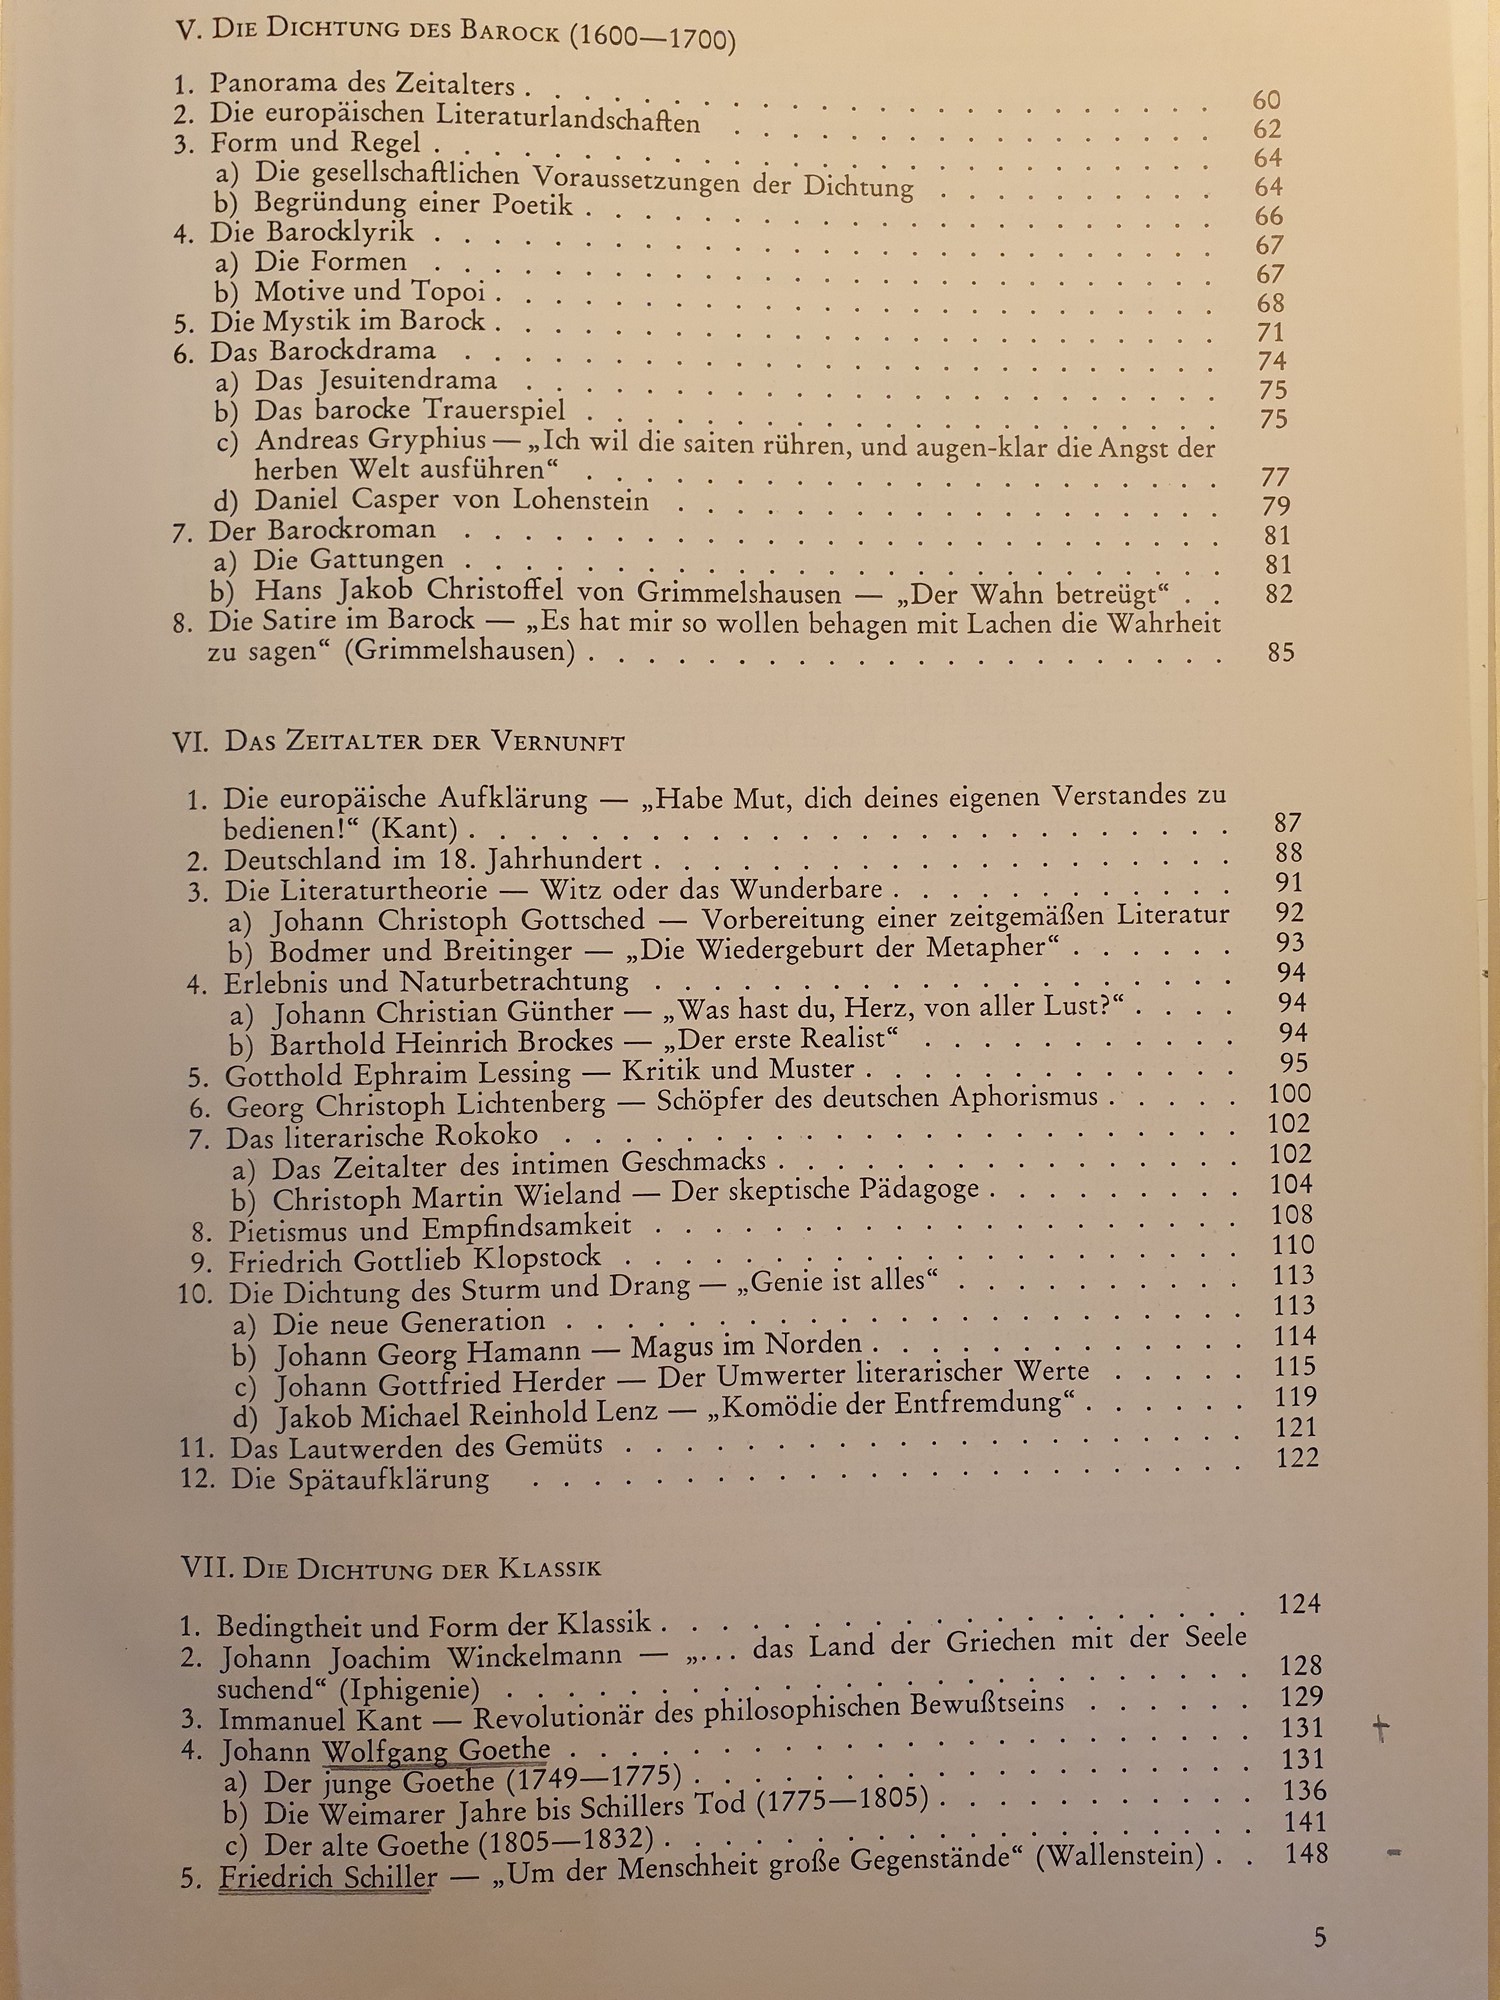 V. Die Dichtung des Barock (1600—1700)
1. Panorama des Zeitalters . . . . . . . . . . . . . . . . . . . . . . . 60
2. Die europäischen Literaturlandschaften . . . . . . . . . . . . . . . . 62
3. Form und Regel . . . . . . . . . . . . . . . . . . . . . . . . . . 64
a) Die gesellschaftlichen Voraussetzungen der Dichtung . . . . . . . . . . 64
b) Begründung einer Poetik . . . . . . . . . . . . . . . . . . . . . 66
4. Die Barocklyrik . . . . . . . . . . . . . . . . . . . . . . . . . . 67
a) Die Formen . . . . . . . . . . . . . . . . . . . . . . . . . . 67
b) Motive und Topoi . . . . . . . . . . . . . . . . . . . . . . . . 68
5. Die Mystik im Barock . . . . . . . . . . . . . . . . . . . . . . . . 71
6. Das Barockdrama . . . . . . . . . . . . . . . . . . . . . . . . . 74
a) Das Jesuitendrama . . . . . . . . . . . . . . . . . . . . . . . 75
b) Das barocke Trauerspiel . . . . . . . . . . . . . . . . . . . . . 75
c) Andreas Gryphius — „Ich wil die saiten rühren, und augen-klar die Angst der
herben Welt ausführen“ . . . . . . . . . . . . . . . . . . . . . 77
d) Daniel Casper von Lohenstein . . . . . . . . . . . . . . . . . . 79
7. Der Barockroman . . . . . . . . . . . . . . . . . . . . . . . . . 81
a) Die Gattungen . . . . . . . . . . . . . . . . . . . . . . . . . 81
b) Hans Jakob Christoffel von Grimmelshausen — „Der Wahn betreügt“ . . 82
8. Die Satire im Barock — „Es hat mir so wollen behagen mit Lachen die Wahrheit
zu sagen“ (Grimmelshausen) . . . . . . . . . . . . . . . . . . . . . 85
VI. Das Zeitalter der Vernunft
1. Die europäische Aufklärung — „Habe Mut, dich deines eigenen Verstandes zu
bedienen!“ (Kant) . . . . . . . . . . . . . . . . . . . . . . . . . 87
2. Deutschland im 18. Jahrhundert . . . . . . . . . . . . . . . . . . . 88
3. Die Literaturtheorie — Witz oder das Wunderbare . . . . . . . . . . . . 91
a) Johann Christoph Gottsched — Vorbereitung einer zeitgemäßen Literatur 92
b) Bodmer und Breitinger — „Die Wiedergeburt der Metapher“ . . . . . . 93
4. Erlebnis und Naturbetrachtung . . . . . . . . . . . . . . . . . . . . 94
a) Johann Christian Günther — „Was hast du, Herz, von aller Lust?“ . . . . 94
b) Barthold Heinrich Brockes — „Der erste Realist“ . . . . . . . . . . . 94
5. Gotthold Ephraim Lessing — Kritik und Muster . . . . . . . . . . . . . 95
6. Georg Christoph Lichtenberg — Schöpfer des deutschen Aphorismus . . . . . 100
7. Das literarische Rokoko . . . . . . . . . . . . . . . . . . . . . . . 102
a) Das Zeitalter des intimen Geschmacks . . . . . . . . . . . . . . . . 102
b) Christoph Martin Wieland — Der skeptische Pädagoge . . . . . . . . . 104
8. Pietismus und Empfindsamkeit . . . . . . . . . . . . . . . . . . . . 108
9. Friedrich Gottlieb Klopstock . . . . . . . . . . . . . . . . . . . . . 110
10. Die Dichtung des Sturm und Drang — „Genie ist alles“ . . . . . . . . . . 113
a) Die neue Generation . . . . . . . . . . . . . . . . . . . . . . . 113
b) Johann Georg Hamann — Magus im Norden . . . . . . . . . . . . . 114
c) Johann Gottfried Herder — Der Umwerter literarischer Werte . . . . . 115
d) Jakob Michael Reinhold Lenz — „Komödie der Entfremdung“ . . . . . . 119
11. Das Lautwerden des Gemüts . . . . . . . . . . . . . . . . . . . . . 121
12. Die Spätaufklärung . . . . . . . . . . . . . . . . . . . . . . . . 122
VII. Die Dichtung der Klassik
1. Bedingtheit und Form der Klassik . . . . . . . . . . . . . . . . . . . . 124
2. Johann Joachim Winckelmann — „... das Land der Griechen mit der Seele
suchend“ (Iphigenie) . . . . . . . . . . . . . . . . . . . . . . . . . 128
3. Immanuel Kant — Revolutionär des philosophischen Bewußtseins . . . . . . 129
4. Johann Wolfgang Goethe . . . . . . . . . . . . . . . . . . . . . . . 131 +
a) Der junge Goethe (1749—1775) . . . . . . . . . . . . . . . . . . . 131
b) Die Weimarer Jahre bis Schillers Tod (1775—1805) . . . . . . . . . . . 136
c) Der alte Goethe (1805—1832) . . . . . . . . . . . . . . . . . . . . 141
5. Friedrich Schiller — „Um der Menschheit große Gegenstände“ (Wallenstein) . . 148 -
5